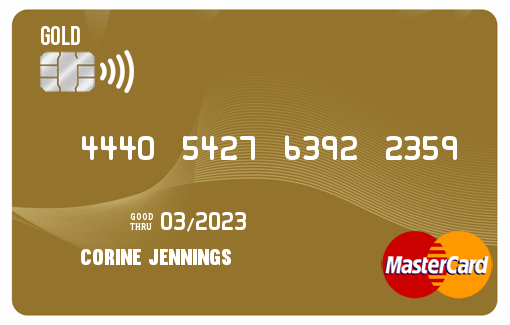 GOLD
4440 5427 6392 2359
GOOD THRU 03/2023
CORINE JENNINGS
MasterCard